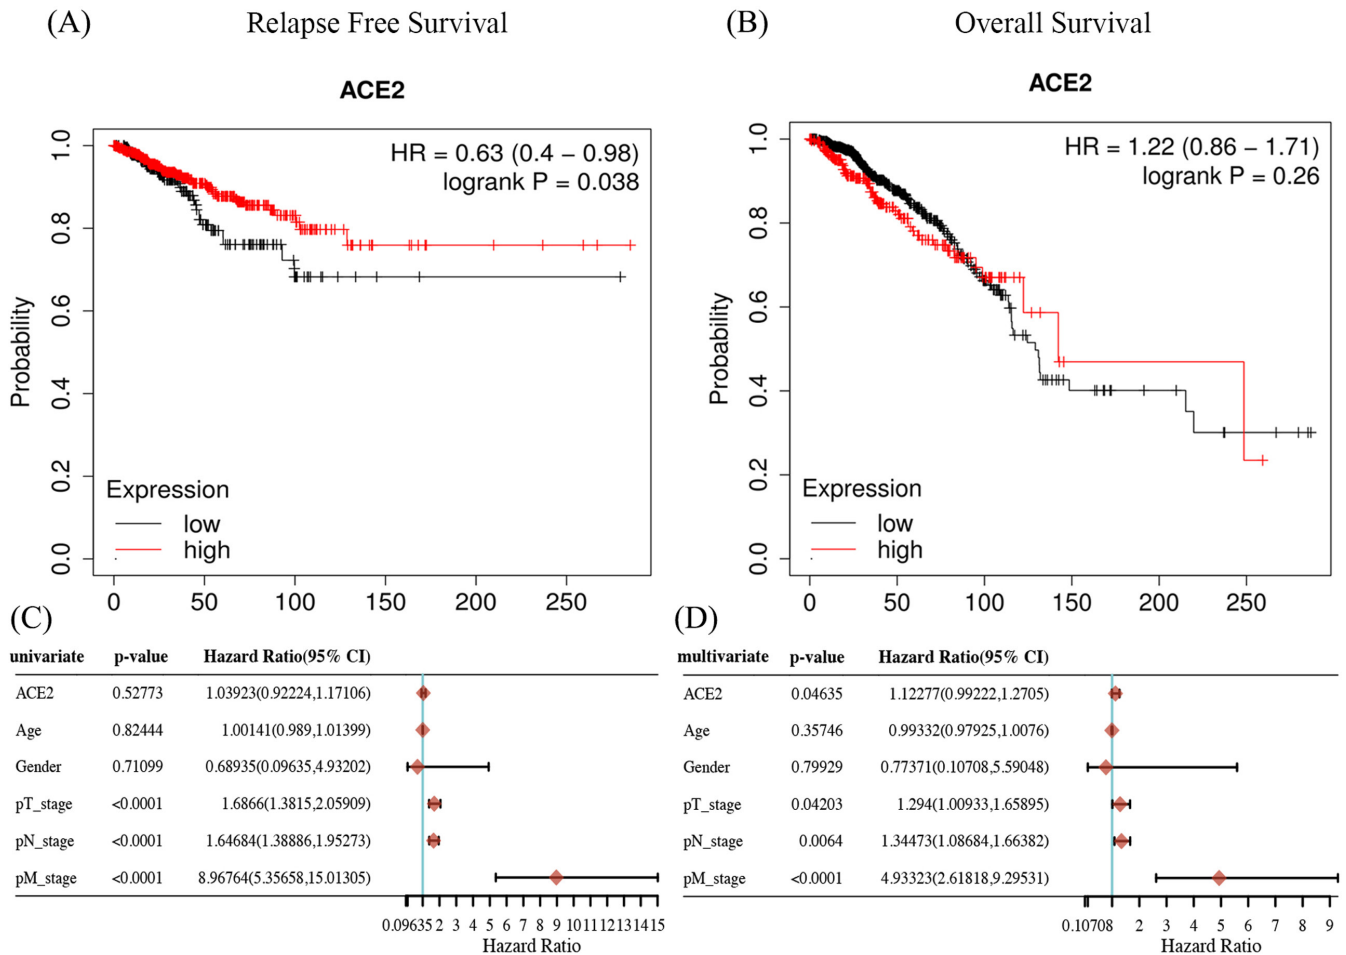 (A) Relapse Free Survival
ACE2
HR = 0.63 (0.4 − 0.98)
logrank P = 0.038
Probability
1.0
0.8
0.6
0.4
0.2
0.0
Expression
low
high
0 50 100 150 200 250
(B) Overall Survival
ACE2
HR = 1.22 (0.86 − 1.71)
logrank P = 0.26
Probability
1.0
0.8
0.6
0.4
0.2
0.0
Expression
low
high
0 50 100 150 200 250
(C)
univariate p-value Hazard Ratio(95% CI)
ACE2 0.52773 1.03923(0.92224,1.17106)
Age 0.82444 1.00141(0.989,1.01399)
Gender 0.71099 0.68935(0.09635,4.93202)
pT_stage <0.0001 1.6866(1.3815,2.05909)
pN_stage <0.0001 1.64684(1.38886,1.95273)
pM_stage <0.0001 8.96764(5.35658,15.01305)
0.09635 2 3 4 5 6 7 8 9 10 11 12 13 14 15
Hazard Ratio
(D)
multivariate p-value Hazard Ratio(95% CI)
ACE2 0.04635 1.12277(0.99222,1.2705)
Age 0.35746 0.99332(0.97925,1.0076)
Gender 0.79929 0.77371(0.10708,5.59048)
pT_stage 0.04203 1.294(1.00933,1.65895)
pN_stage 0.0064 1.34473(1.08684,1.66382)
pM_stage <0.0001 4.93323(2.61818,9.29531)
0.10708 2 3 4 5 6 7 8 9
Hazard Ratio